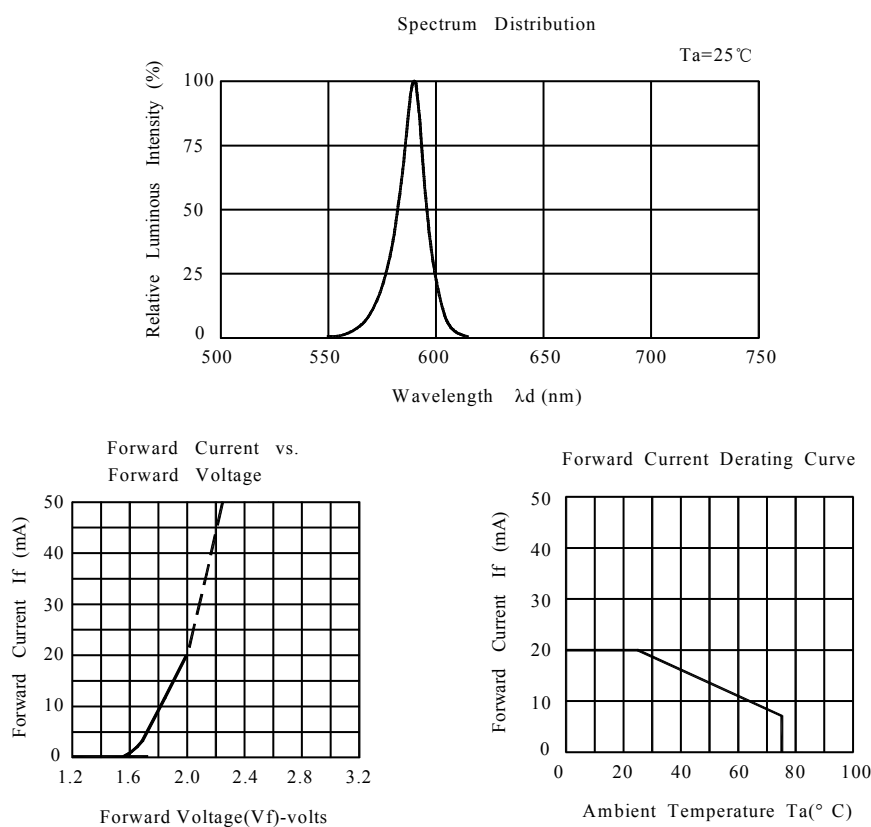 Spectrum Distribution
Ta=25℃
Relative Luminous Intensity (%)
100
75
50
25
0
500 550 600 650 700 750
Wavelength λd (nm)
Forward Current vs.
Forward Voltage
Forward Current If (mA)
50
40
30
20
10
0
1.2 1.6 2.0 2.4 2.8 3.2
Forward Voltage(Vf)-volts
Forward Current Derating Curve
Forward Current If (mA)
50
40
30
20
10
0
0 20 40 60 80 100
Ambient Temperature Ta(° C)